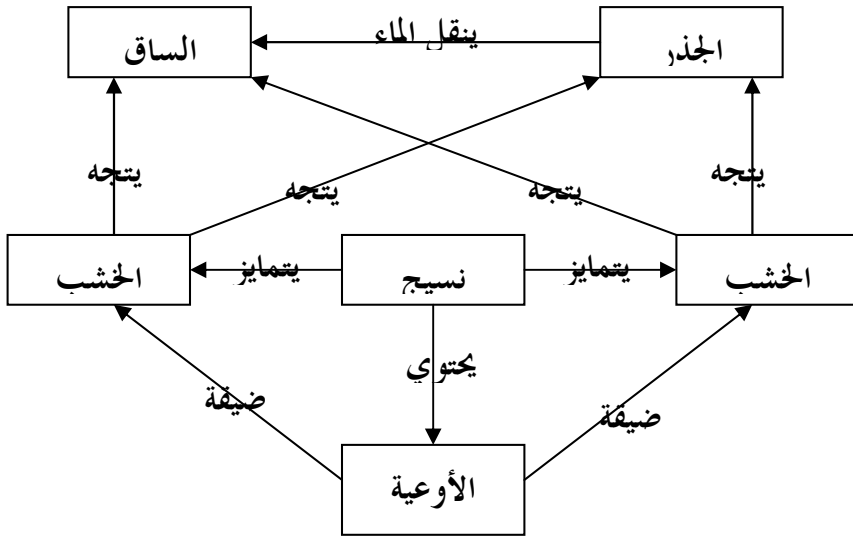 الجذر
ينقل الماء
الساق
يتجه
يتجه
يتجه
يتجه
الخشب
يتمايز
نسيج
يتمايز
الخشب
يحتوي
ضيقة
ضيقة
الأوعية